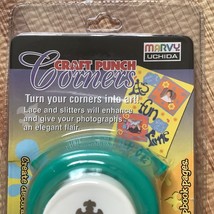 CRAFT PUNCH
Corners
MARVY
UCHIDA
Turn your corners into art!
Lace and slitters will enhance
and give your photographs
an elegant flair.